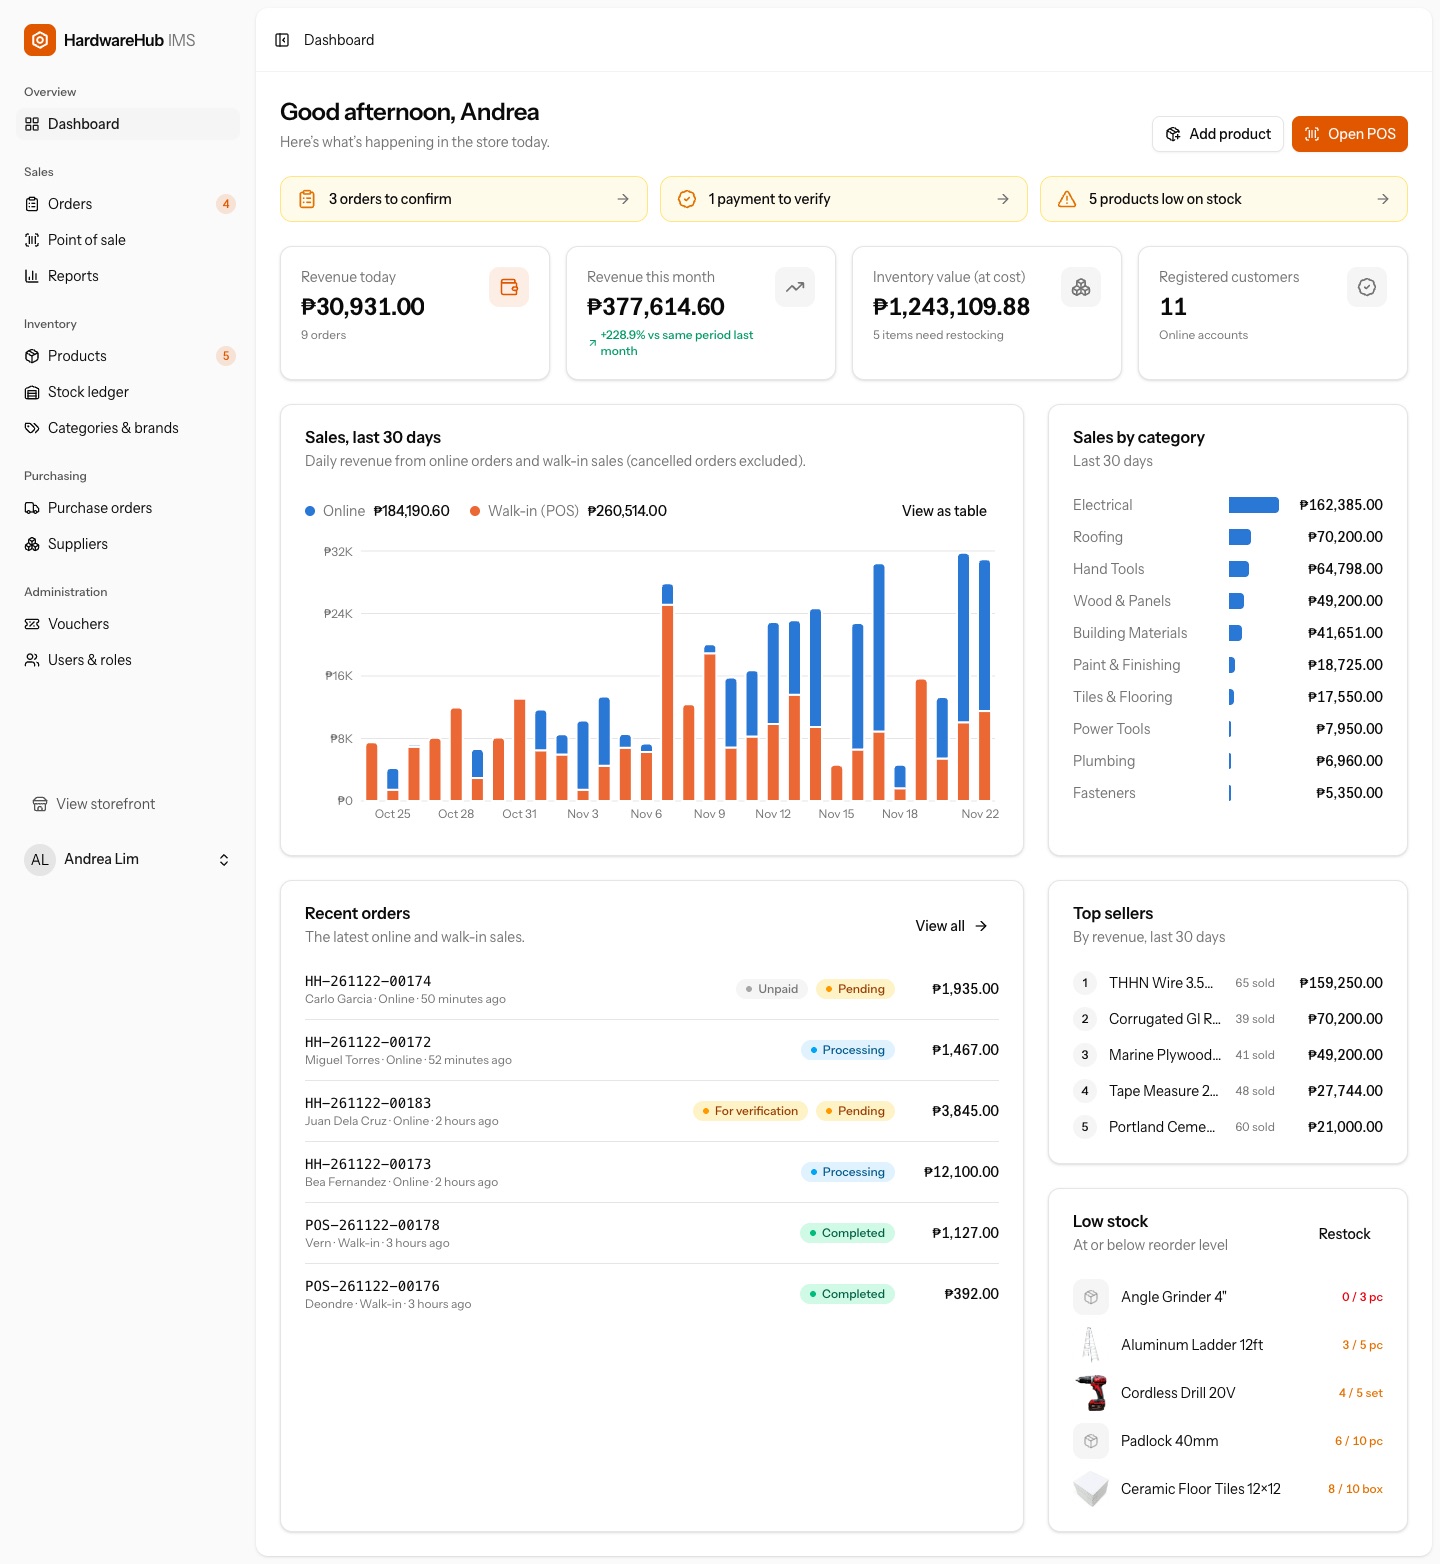 HardwareHub IMS
Overview
Dashboard
Sales
Orders 4
Point of sale
Reports
Inventory
Products 5
Stock ledger
Categories & brands
Purchasing
Purchase orders
Suppliers
Administration
Vouchers
Users & roles
View storefront
AL Andrea Lim
Dashboard
Good afternoon, Andrea
Here's what's happening in the store today.
Add product
Open POS
3 orders to confirm
1 payment to verify
5 products low on stock
Revenue today
₱30,931.00
9 orders
Revenue this month
₱377,614.60
+228.9% vs same period last
month
Inventory value (at cost)
₱1,243,109.88
5 items need restocking
Registered customers
11
Online accounts
Sales, last 30 days
Daily revenue from online orders and walk-in sales (cancelled orders excluded).
Online ₱184,190.60 Walk-in (POS) ₱260,514.00 View as table
₱32K
₱24K
₱16K
₱8K
₱0
Oct 25 Oct 28 Oct 31 Nov 3 Nov 6 Nov 9 Nov 12 Nov 15 Nov 18 Nov 22
Sales by category
Last 30 days
Electrical ₱162,385.00
Roofing ₱70,200.00
Hand Tools ₱64,798.00
Wood & Panels ₱49,200.00
Building Materials ₱41,651.00
Paint & Finishing ₱18,725.00
Tiles & Flooring ₱17,550.00
Power Tools ₱7,950.00
Plumbing ₱6,960.00
Fasteners ₱5,350.00
Recent orders
The latest online and walk-in sales.
View all
HH-261122-00174
Carlo Garcia · Online · 50 minutes ago
Unpaid Pending ₱1,935.00
HH-261122-00172
Miguel Torres · Online · 52 minutes ago
Processing ₱1,467.00
HH-261122-00183
Juan Dela Cruz · Online · 2 hours ago
For verification Pending ₱3,845.00
HH-261122-00173
Bea Fernandez · Online · 2 hours ago
Processing ₱12,100.00
POS-261122-00178
Vern · Walk-in · 3 hours ago
Completed ₱1,127.00
POS-261122-00176
Deondre · Walk-in · 3 hours ago
Completed ₱392.00
Top sellers
By revenue, last 30 days
1 THHN Wire 3.5... 65 sold ₱159,250.00
2 Corrugated GI R... 39 sold ₱70,200.00
3 Marine Plywood... 41 sold ₱49,200.00
4 Tape Measure 2... 48 sold ₱27,744.00
5 Portland Ceme... 60 sold ₱21,000.00
Low stock
At or below reorder level
Restock
Angle Grinder 4" 0 / 3 pc
Aluminum Ladder 12ft 3 / 5 pc
Cordless Drill 20V 4 / 5 set
Padlock 40mm 6 / 10 pc
Ceramic Floor Tiles 12×12 8 / 10 box